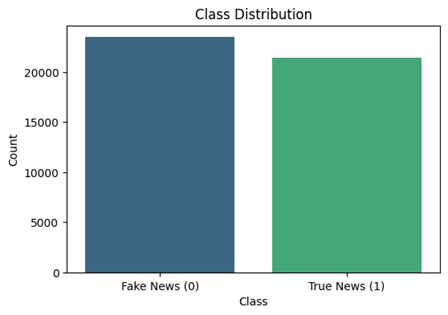 Class Distribution
Count
20000
15000
10000
5000
0
Fake News (0) True News (1)
Class